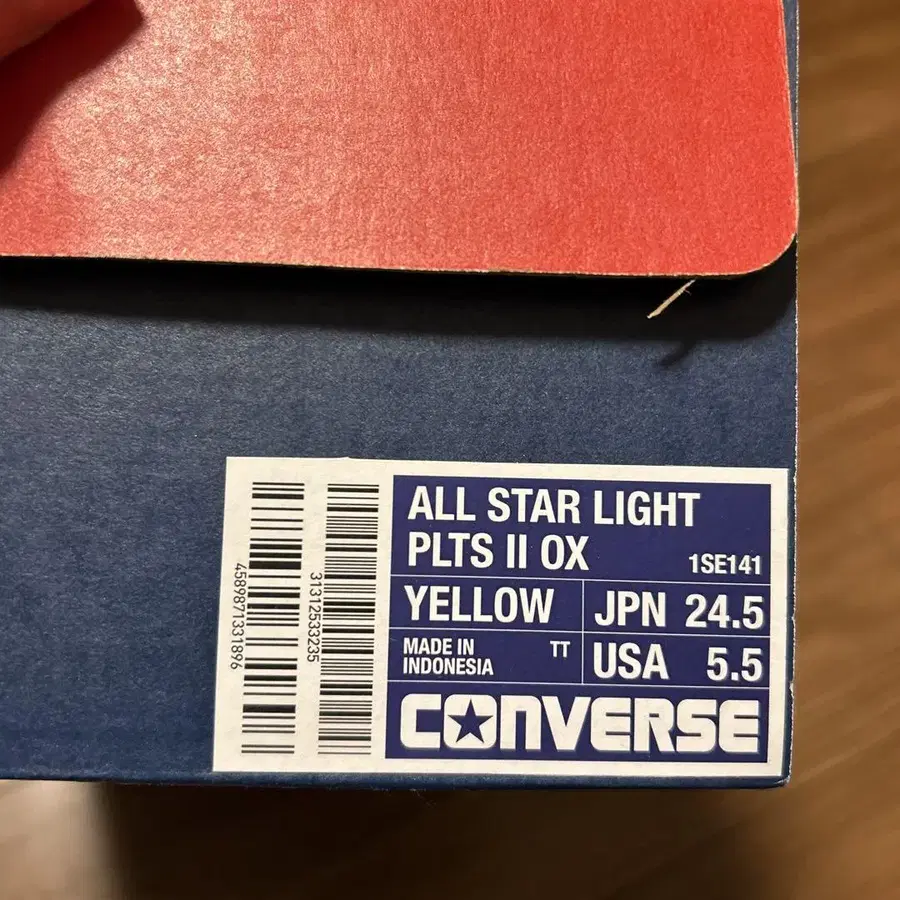 ALL STAR LIGHT
PLTS II OX 1SE141
YELLOW JPN 24.5
MADE IN
INDONESIA TT USA 5.5
CONVERSE
4589871331896
31312533235